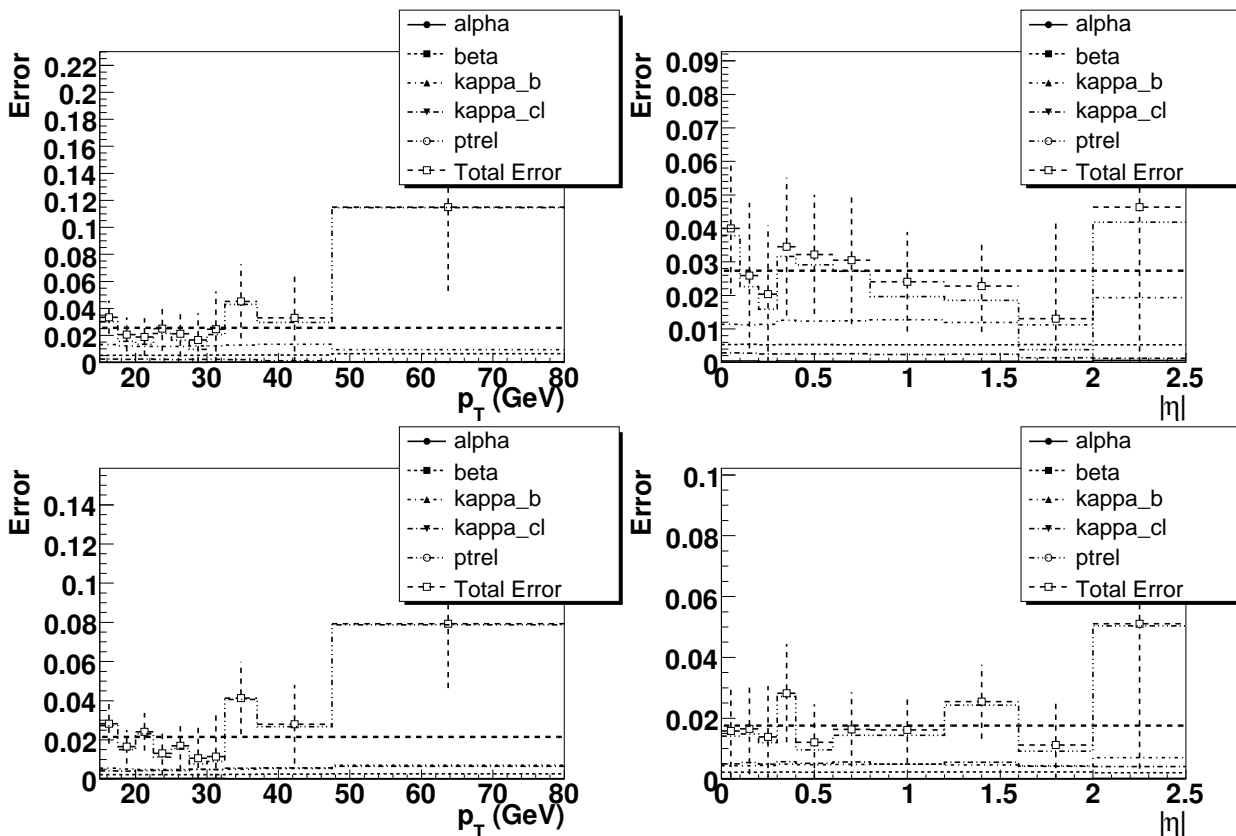 alpha
beta
kappa_b
kappa_cl
ptrel
Total Error
Error
0.22
0.2
0.18
0.16
0.14
0.12
0.1
0.08
0.06
0.04
0.02
0
20 30 40 50 60 70 80
p_T (GeV)
alpha
beta
kappa_b
kappa_cl
ptrel
Total Error
Error
0.09
0.08
0.07
0.06
0.05
0.04
0.03
0.02
0.01
0
0 0.5 1 1.5 2 2.5
|η|
alpha
beta
kappa_b
kappa_cl
ptrel
Total Error
Error
0.14
0.12
0.1
0.08
0.06
0.04
0.02
0
20 30 40 50 60 70 80
p_T (GeV)
alpha
beta
kappa_b
kappa_cl
ptrel
Total Error
Error
0.1
0.08
0.06
0.04
0.02
0
0 0.5 1 1.5 2 2.5
|η|